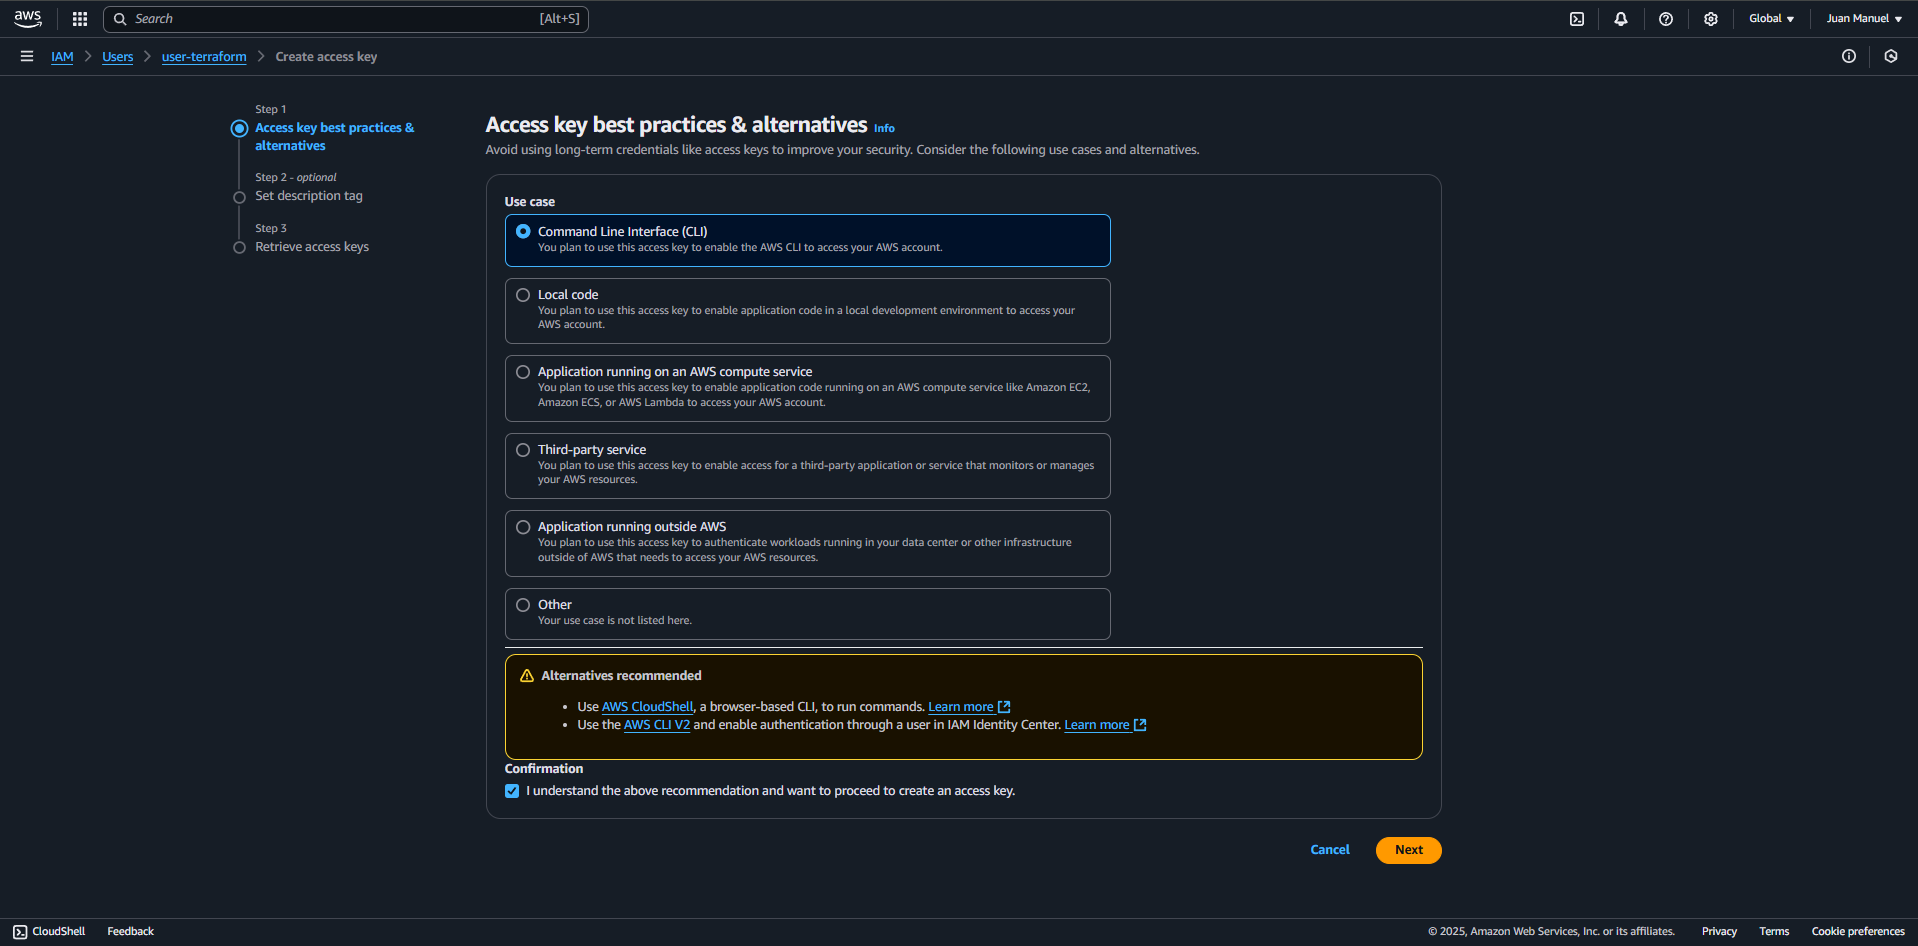 aws
Search [Alt+S]
Global
Juan Manuel
IAM > Users > user-terraform > Create access key
Step 1
Access key best practices &
alternatives
Step 2 - optional
Set description tag
Step 3
Retrieve access keys
Access key best practices & alternatives Info
Avoid using long-term credentials like access keys to improve your security. Consider the following use cases and alternatives.
Use case
Command Line Interface (CLI)
You plan to use this access key to enable the AWS CLI to access your AWS account.
Local code
You plan to use this access key to enable application code in a local development environment to access your
AWS account.
Application running on an AWS compute service
You plan to use this access key to enable application code running on an AWS compute service like Amazon EC2,
Amazon ECS, or AWS Lambda to access your AWS account.
Third-party service
You plan to use this access key to enable access for a third-party application or service that monitors or manages
your AWS resources.
Application running outside AWS
You plan to use this access key to authenticate workloads running in your data center or other infrastructure
outside of AWS that needs to access your AWS resources.
Other
Your use case is not listed here.
Alternatives recommended
• Use AWS CloudShell, a browser-based CLI, to run commands. Learn more
• Use the AWS CLI V2 and enable authentication through a user in IAM Identity Center. Learn more
Confirmation
I understand the above recommendation and want to proceed to create an access key.
Cancel
Next
CloudShell
Feedback
© 2025, Amazon Web Services, Inc. or its affiliates.
Privacy
Terms
Cookie preferences